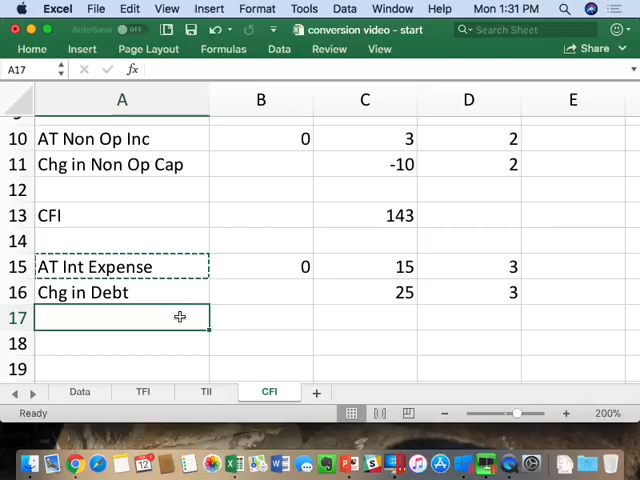 Excel File Edit View Insert Format Tools Data Window Help Mon 1:31 PM
AutoSave OFF conversion video - start Search Sheet
Home Insert Page Layout Formulas Data Review View Share
A17 fx
A B C D E
10 AT Non Op Inc 0 3 2
11 Chg in Non Op Cap -10 2
12
13 CFI 143
14
15 AT Int Expense 0 15 3
16 Chg in Debt 25 3
17
18
19
Data TFI TII CFI
Ready 200%